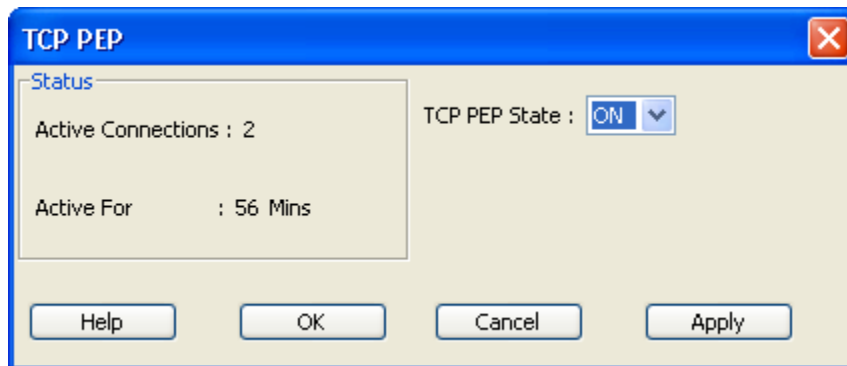 TCP PEP
Status
Active Connections : 2
TCP PEP State : ON
Active For : 56 Mins
Help OK Cancel Apply